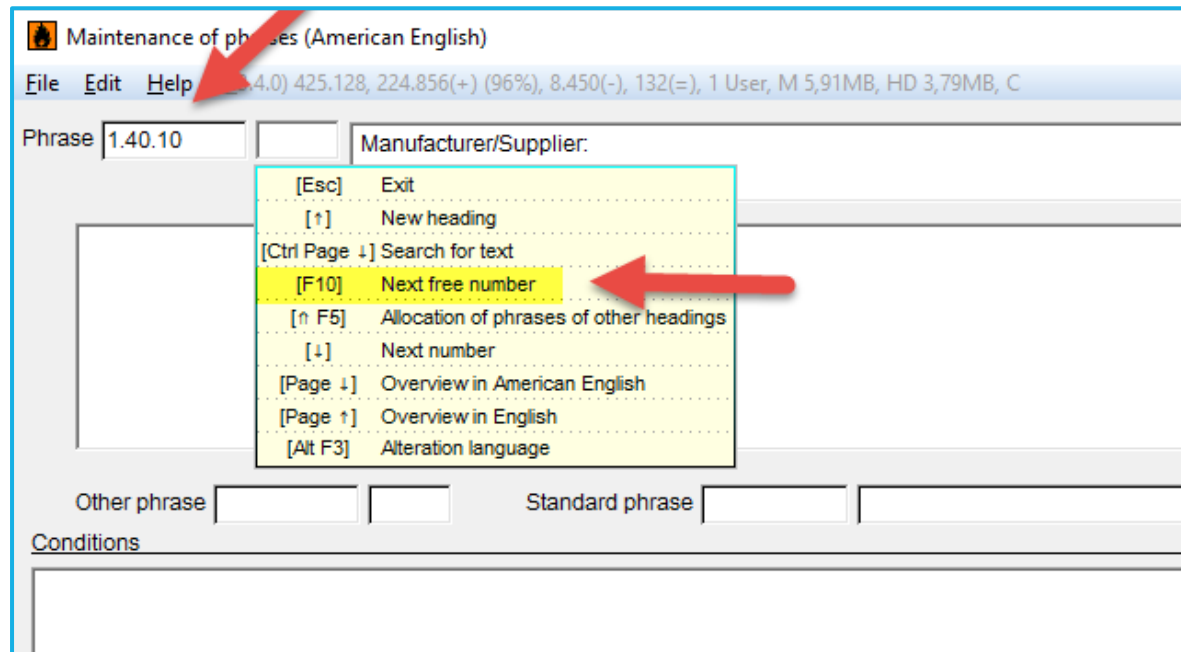 Maintenance of phrases (American English)
File Edit Help 4.0) 425.128, 224.856(+) (96%), 8.450(-), 132(=), 1 User, M 5,91MB, HD 3,79MB, C
Phrase 1.40.10 Manufacturer/Supplier:
[Esc] Exit
[↑] New heading
[Ctrl Page ↓] Search for text
[F10] Next free number
[⇑ F5] Allocation of phrases of other headings
[↓] Next number
[Page ↓] Overview in American English
[Page ↑] Overview in English
[Alt F3] Alteration language
Other phrase Standard phrase
Conditions